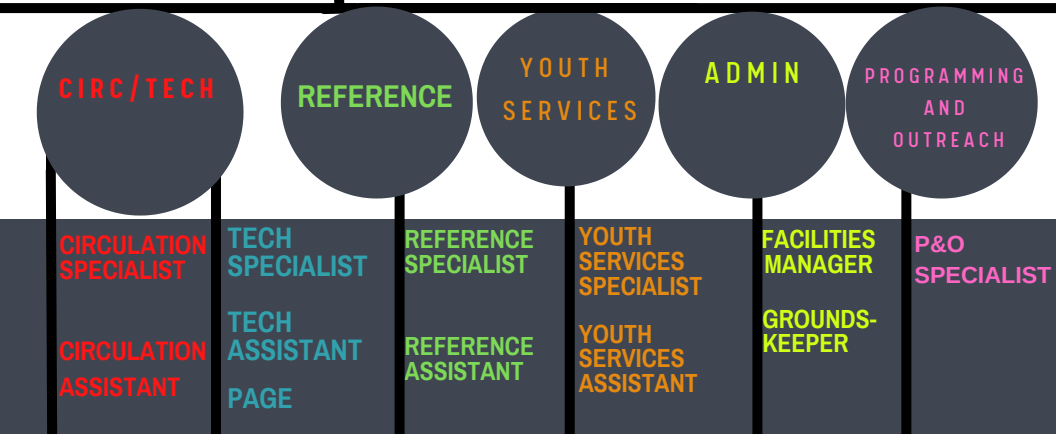 CIRC/TECH
REFERENCE
YOUTH
SERVICES
ADMIN
PROGRAMMING
AND
OUTREACH
CIRCULATION
SPECIALIST
CIRCULATION
ASSISTANT
TECH
SPECIALIST
TECH
ASSISTANT
PAGE
REFERENCE
SPECIALIST
REFERENCE
ASSISTANT
YOUTH
SERVICES
SPECIALIST
YOUTH
SERVICES
ASSISTANT
FACILITIES
MANAGER
GROUNDS-
KEEPER
P&O
SPECIALIST